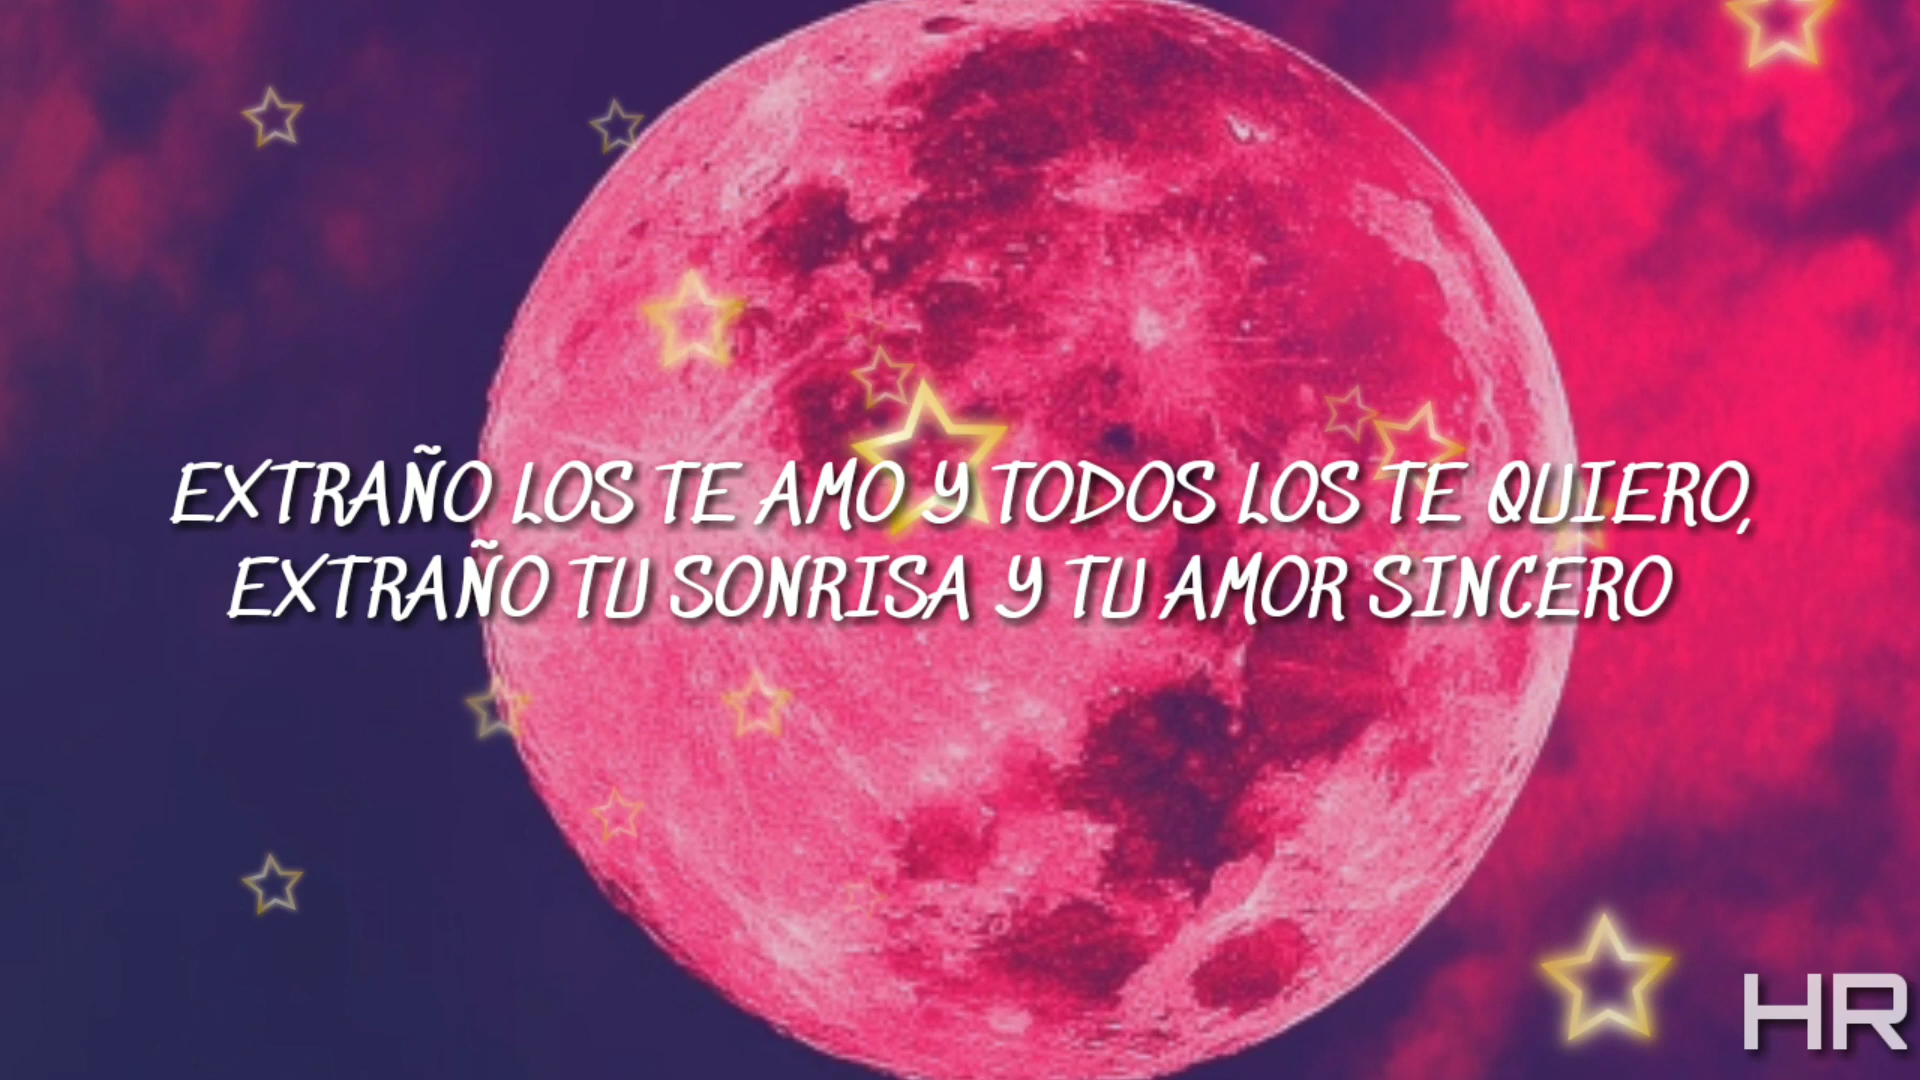 EXTRAÑO LOS TE AMO Y TODOS LOS TE QUIERO,
EXTRAÑO TU SONRISA Y TU AMOR SINCERO
HR